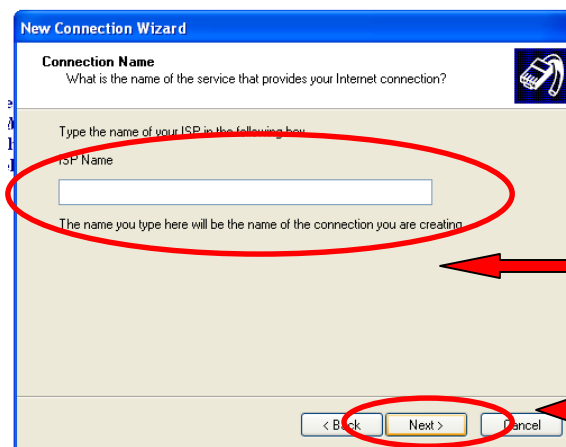 New Connection Wizard
Connection Name
What is the name of the service that provides your Internet connection?
Type the name of your ISP in the following box.
ISP Name
The name you type here will be the name of the connection you are creating.
< Back
Next >
Cancel